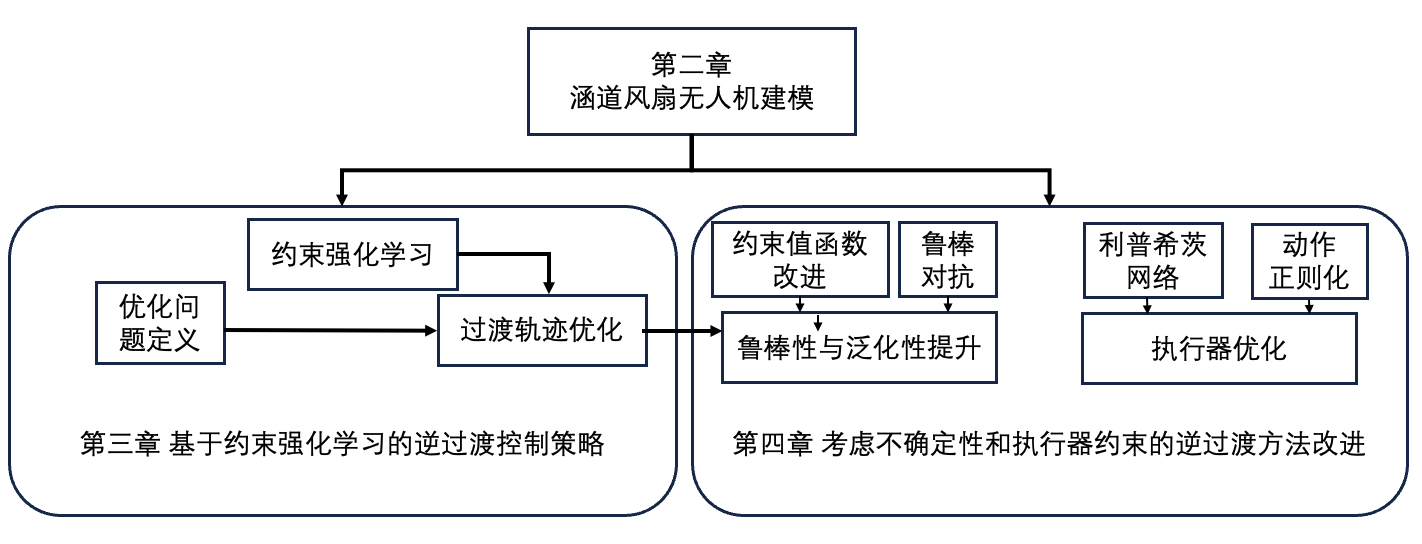 第二章
涵道风扇无人机建模
约束强化学习
优化问
题定义
过渡轨迹优化
第三章 基于约束强化学习的逆过渡控制策略
约束值函数
改进
鲁棒
对抗
利普希茨
网络
动作
正则化
鲁棒性与泛化性提升
执行器优化
第四章 考虑不确定性和执行器约束的逆过渡方法改进